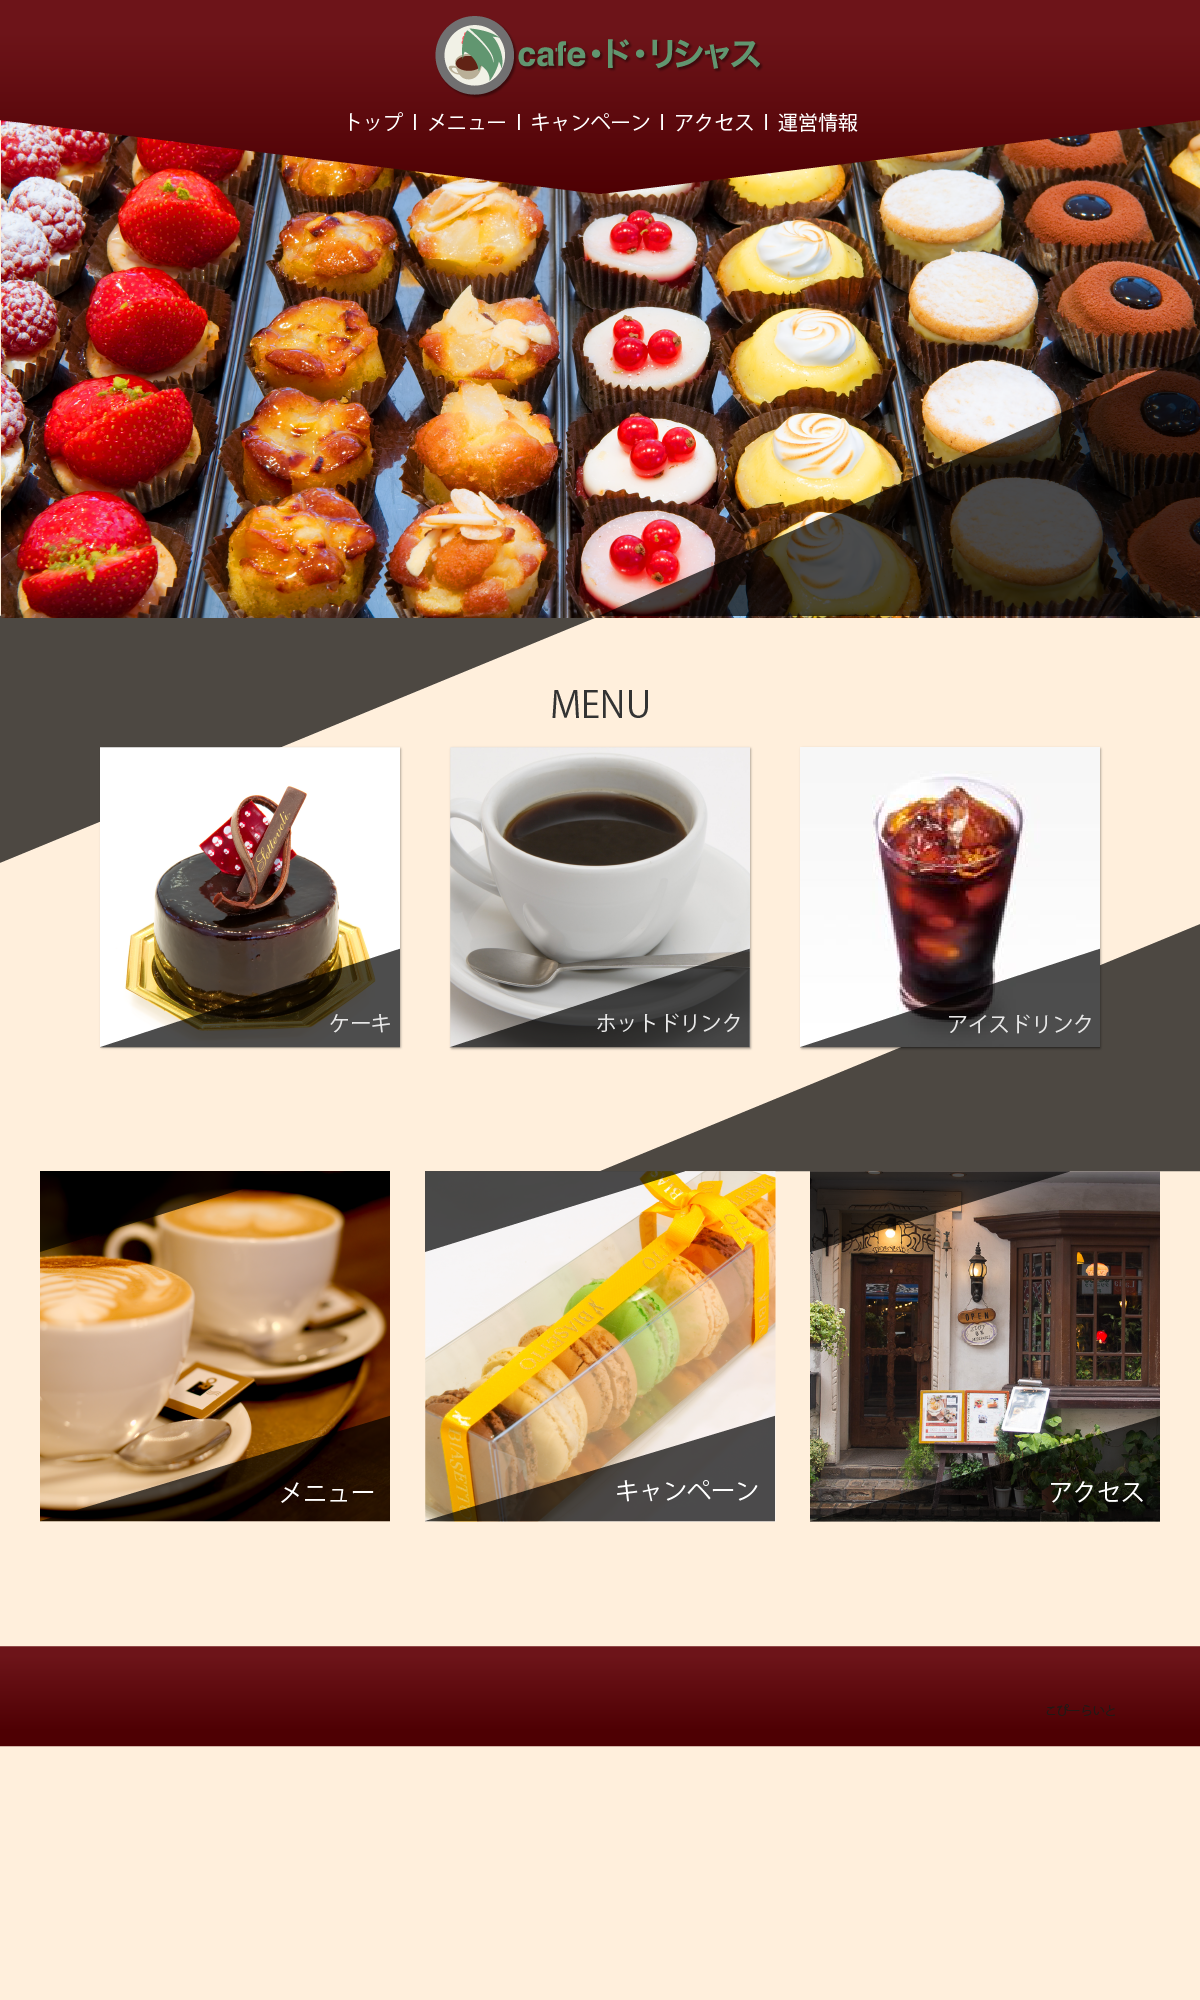 cafe・ド・リシャス
トップ | メニュー | キャンペーン | アクセス | 運営情報
MENU
ケーキ
ホットドリンク
アイスドリンク
メニュー
キャンペーン
アクセス
OPEN